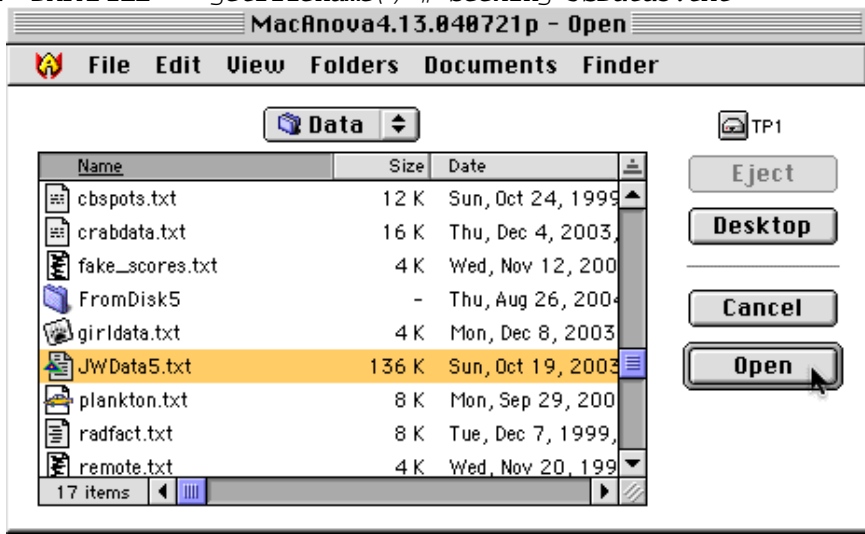 MacAnova4.13.040721p - Open
File Edit View Folders Documents Finder
Data
TP1
Name Size Date
Eject
cbspots.txt 12 K Sun, Oct 24, 1999
crabdata.txt 16 K Thu, Dec 4, 2003,
Desktop
fake_scores.txt 4 K Wed, Nov 12, 200
FromDisk5 - Thu, Aug 26, 2004
Cancel
girldata.txt 4 K Mon, Dec 8, 2003
JWData5.txt 136 K Sun, Oct 19, 2003
Open
plankton.txt 8 K Mon, Sep 29, 200
radfact.txt 8 K Tue, Dec 7, 1999,
remote.txt 4 K Wed, Nov 20, 199
17 items